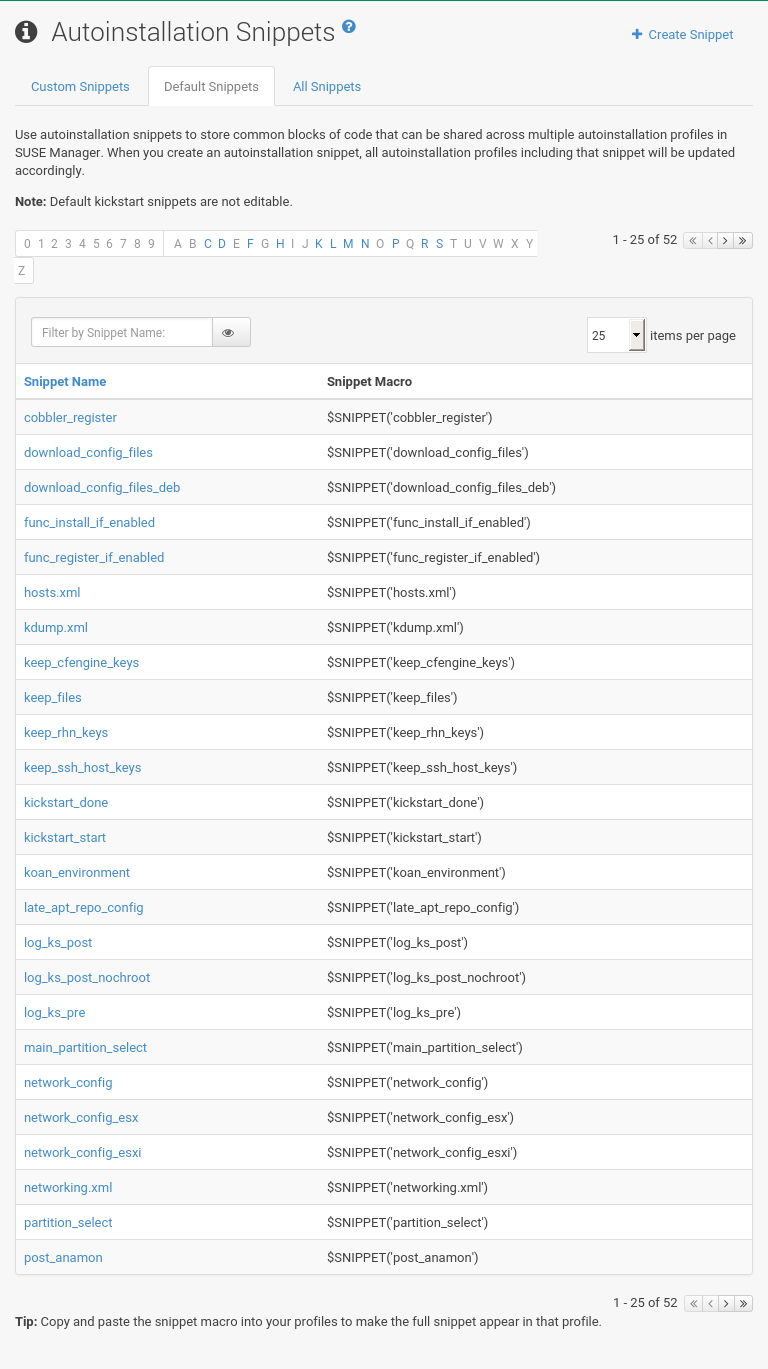 Autoinstallation Snippets ?
+ Create Snippet
Custom Snippets Default Snippets All Snippets
Use autoinstallation snippets to store common blocks of code that can be shared across multiple autoinstallation profiles in
SUSE Manager. When you create an autoinstallation snippet, all autoinstallation profiles including that snippet will be updated
accordingly.
Note: Default kickstart snippets are not editable.
0 1 2 3 4 5 6 7 8 9 A B C D E F G H I J K L M N O P Q R S T U V W X Y
1 - 25 of 52
Z
Filter by Snippet Name:
25 items per page
Snippet Name Snippet Macro
cobbler_register $SNIPPET('cobbler_register')
download_config_files $SNIPPET('download_config_files')
download_config_files_deb $SNIPPET('download_config_files_deb')
func_install_if_enabled $SNIPPET('func_install_if_enabled')
func_register_if_enabled $SNIPPET('func_register_if_enabled')
hosts.xml $SNIPPET('hosts.xml')
kdump.xml $SNIPPET('kdump.xml')
keep_cfengine_keys $SNIPPET('keep_cfengine_keys')
keep_files $SNIPPET('keep_files')
keep_rhn_keys $SNIPPET('keep_rhn_keys')
keep_ssh_host_keys $SNIPPET('keep_ssh_host_keys')
kickstart_done $SNIPPET('kickstart_done')
kickstart_start $SNIPPET('kickstart_start')
koan_environment $SNIPPET('koan_environment')
late_apt_repo_config $SNIPPET('late_apt_repo_config')
log_ks_post $SNIPPET('log_ks_post')
log_ks_post_nochroot $SNIPPET('log_ks_post_nochroot')
log_ks_pre $SNIPPET('log_ks_pre')
main_partition_select $SNIPPET('main_partition_select')
network_config $SNIPPET('network_config')
network_config_esx $SNIPPET('network_config_esx')
network_config_esxi $SNIPPET('network_config_esxi')
networking.xml $SNIPPET('networking.xml')
partition_select $SNIPPET('partition_select')
post_anamon $SNIPPET('post_anamon')
1 - 25 of 52
Tip: Copy and paste the snippet macro into your profiles to make the full snippet appear in that profile.